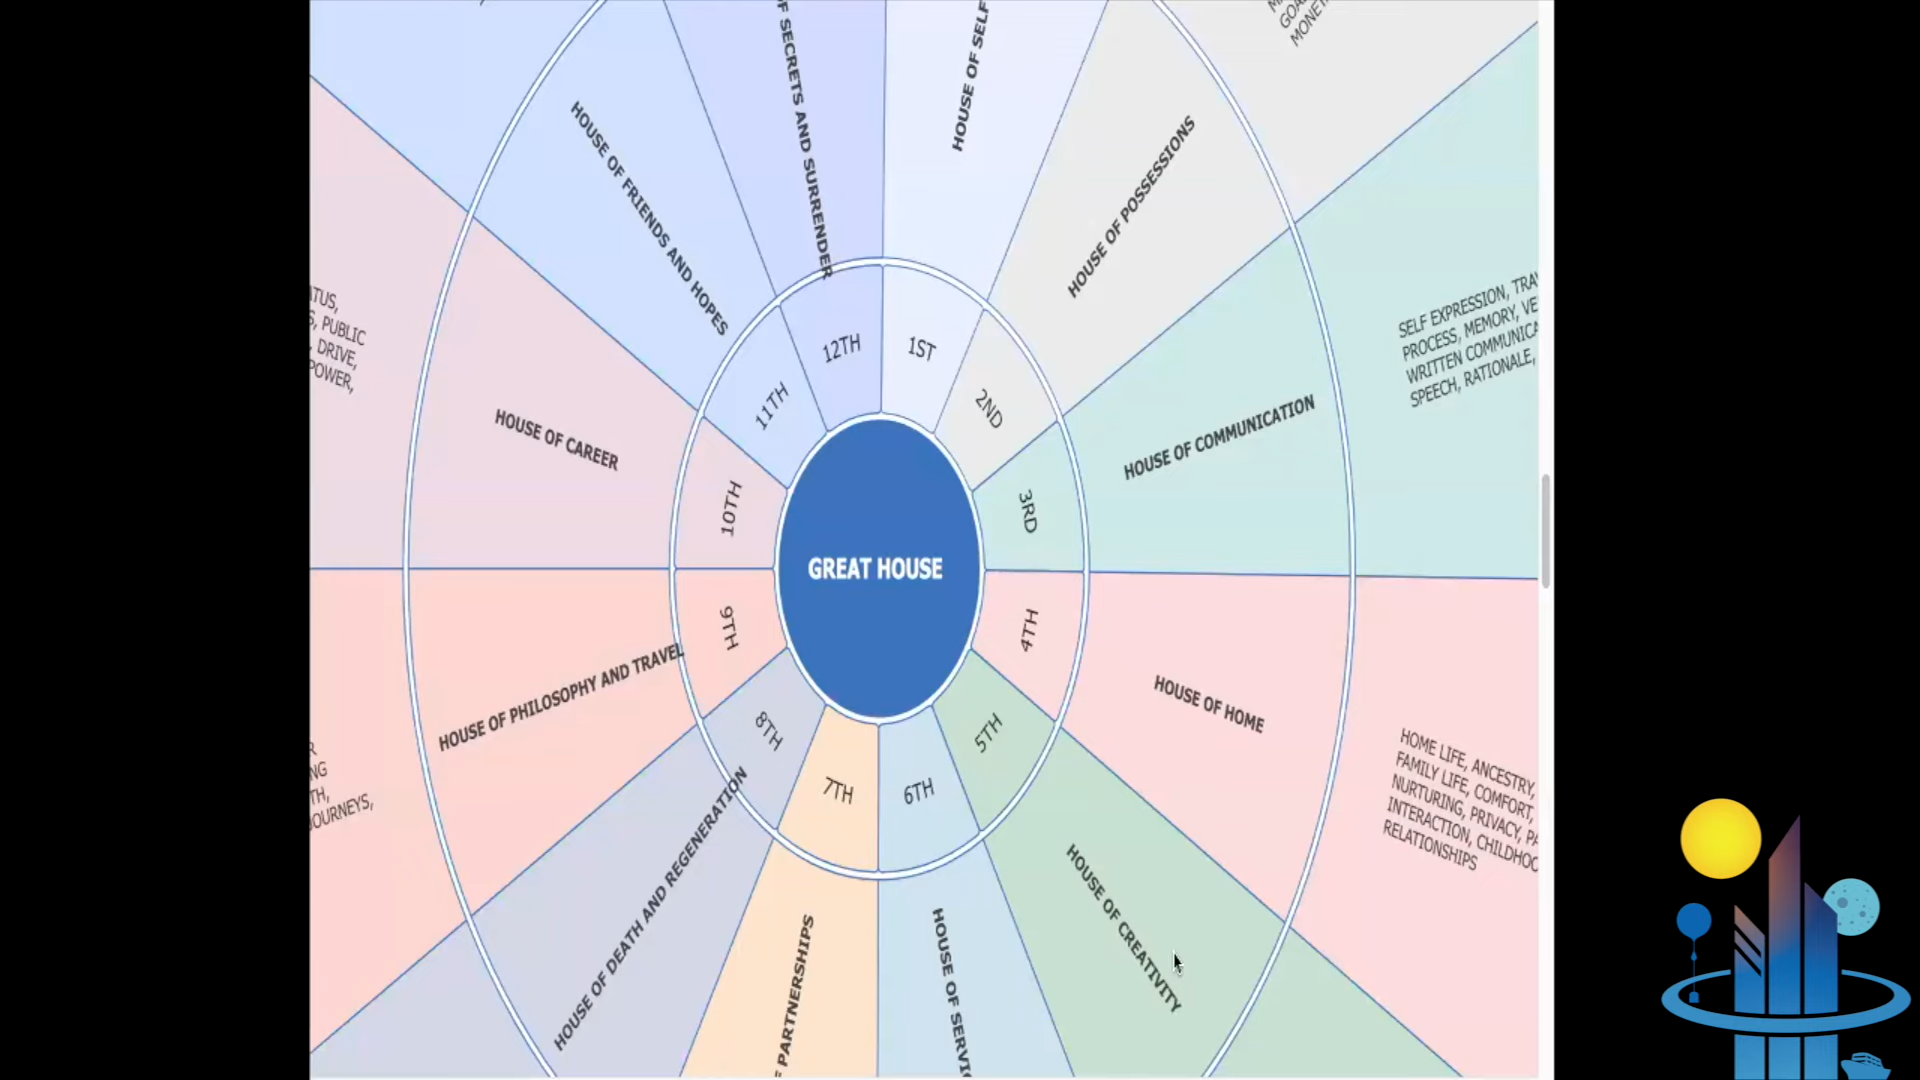 GREAT HOUSE
1ST
2ND
3RD
4TH
5TH
6TH
7TH
8TH
9TH
10TH
11TH
12TH
HOUSE OF SELF
HOUSE OF POSSESSIONS
HOUSE OF COMMUNICATION
HOUSE OF HOME
HOUSE OF CREATIVITY
HOUSE OF
PARTNERSHIPS
HOUSE OF DEATH AND REGENERATION
HOUSE OF PHILOSOPHY AND TRAVEL
HOUSE OF CAREER
HOUSE OF FRIENDS AND HOPES
SECRETS AND SURRENDER
SELF EXPRESSION,
PROCESS, MEMORY,
WRITTEN
SPEECH, RATIONALE,
HOME LIFE, ANCESTRY,
FAMILY LIFE, COMFORT,
NURTURING, PRIVACY,
INTERACTION,
RELATIONSHIPS
PUBLIC
DRIVE,
POWER,
JOURNEYS,